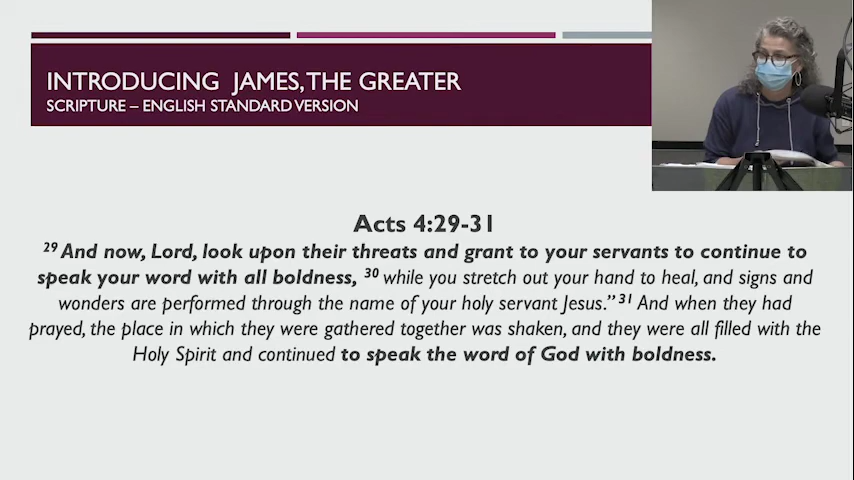 INTRODUCING JAMES, THE GREATER
SCRIPTURE – ENGLISH STANDARD VERSION
Acts 4:29-31
29 And now, Lord, look upon their threats and grant to your servants to continue to
speak your word with all boldness, 30 while you stretch out your hand to heal, and signs and
wonders are performed through the name of your holy servant Jesus.” 31 And when they had
prayed, the place in which they were gathered together was shaken, and they were all filled with the
Holy Spirit and continued to speak the word of God with boldness.